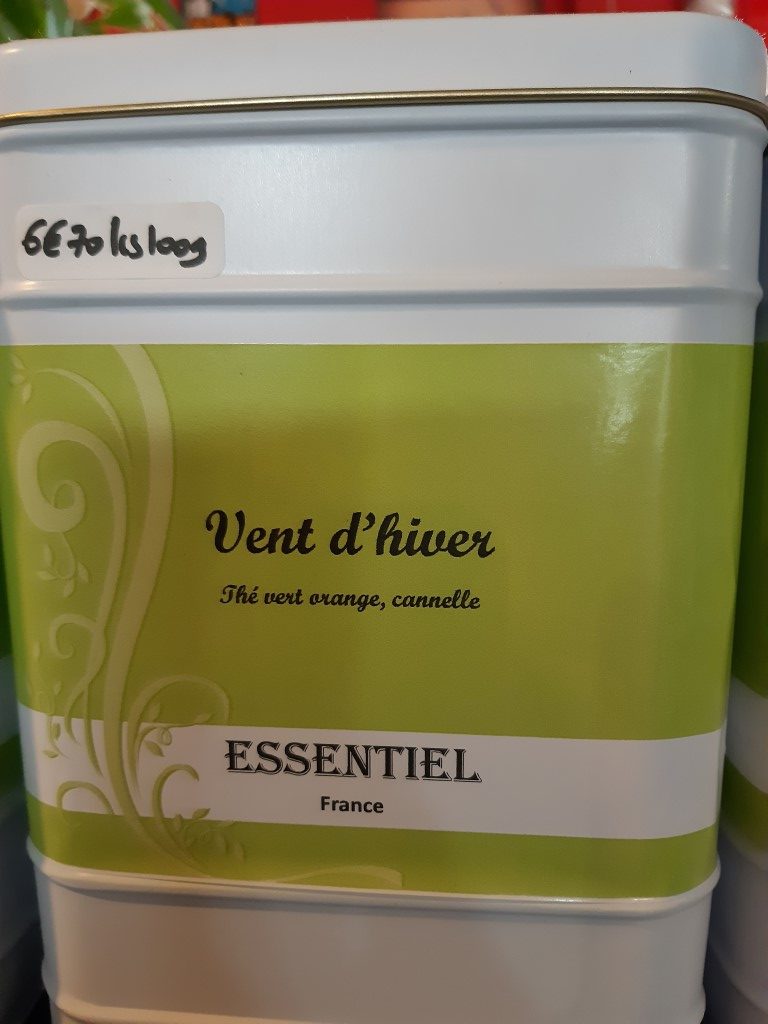 6€70 les 100g
Vent d'hiver
Thé vert orange, cannelle
ESSENTIEL
France